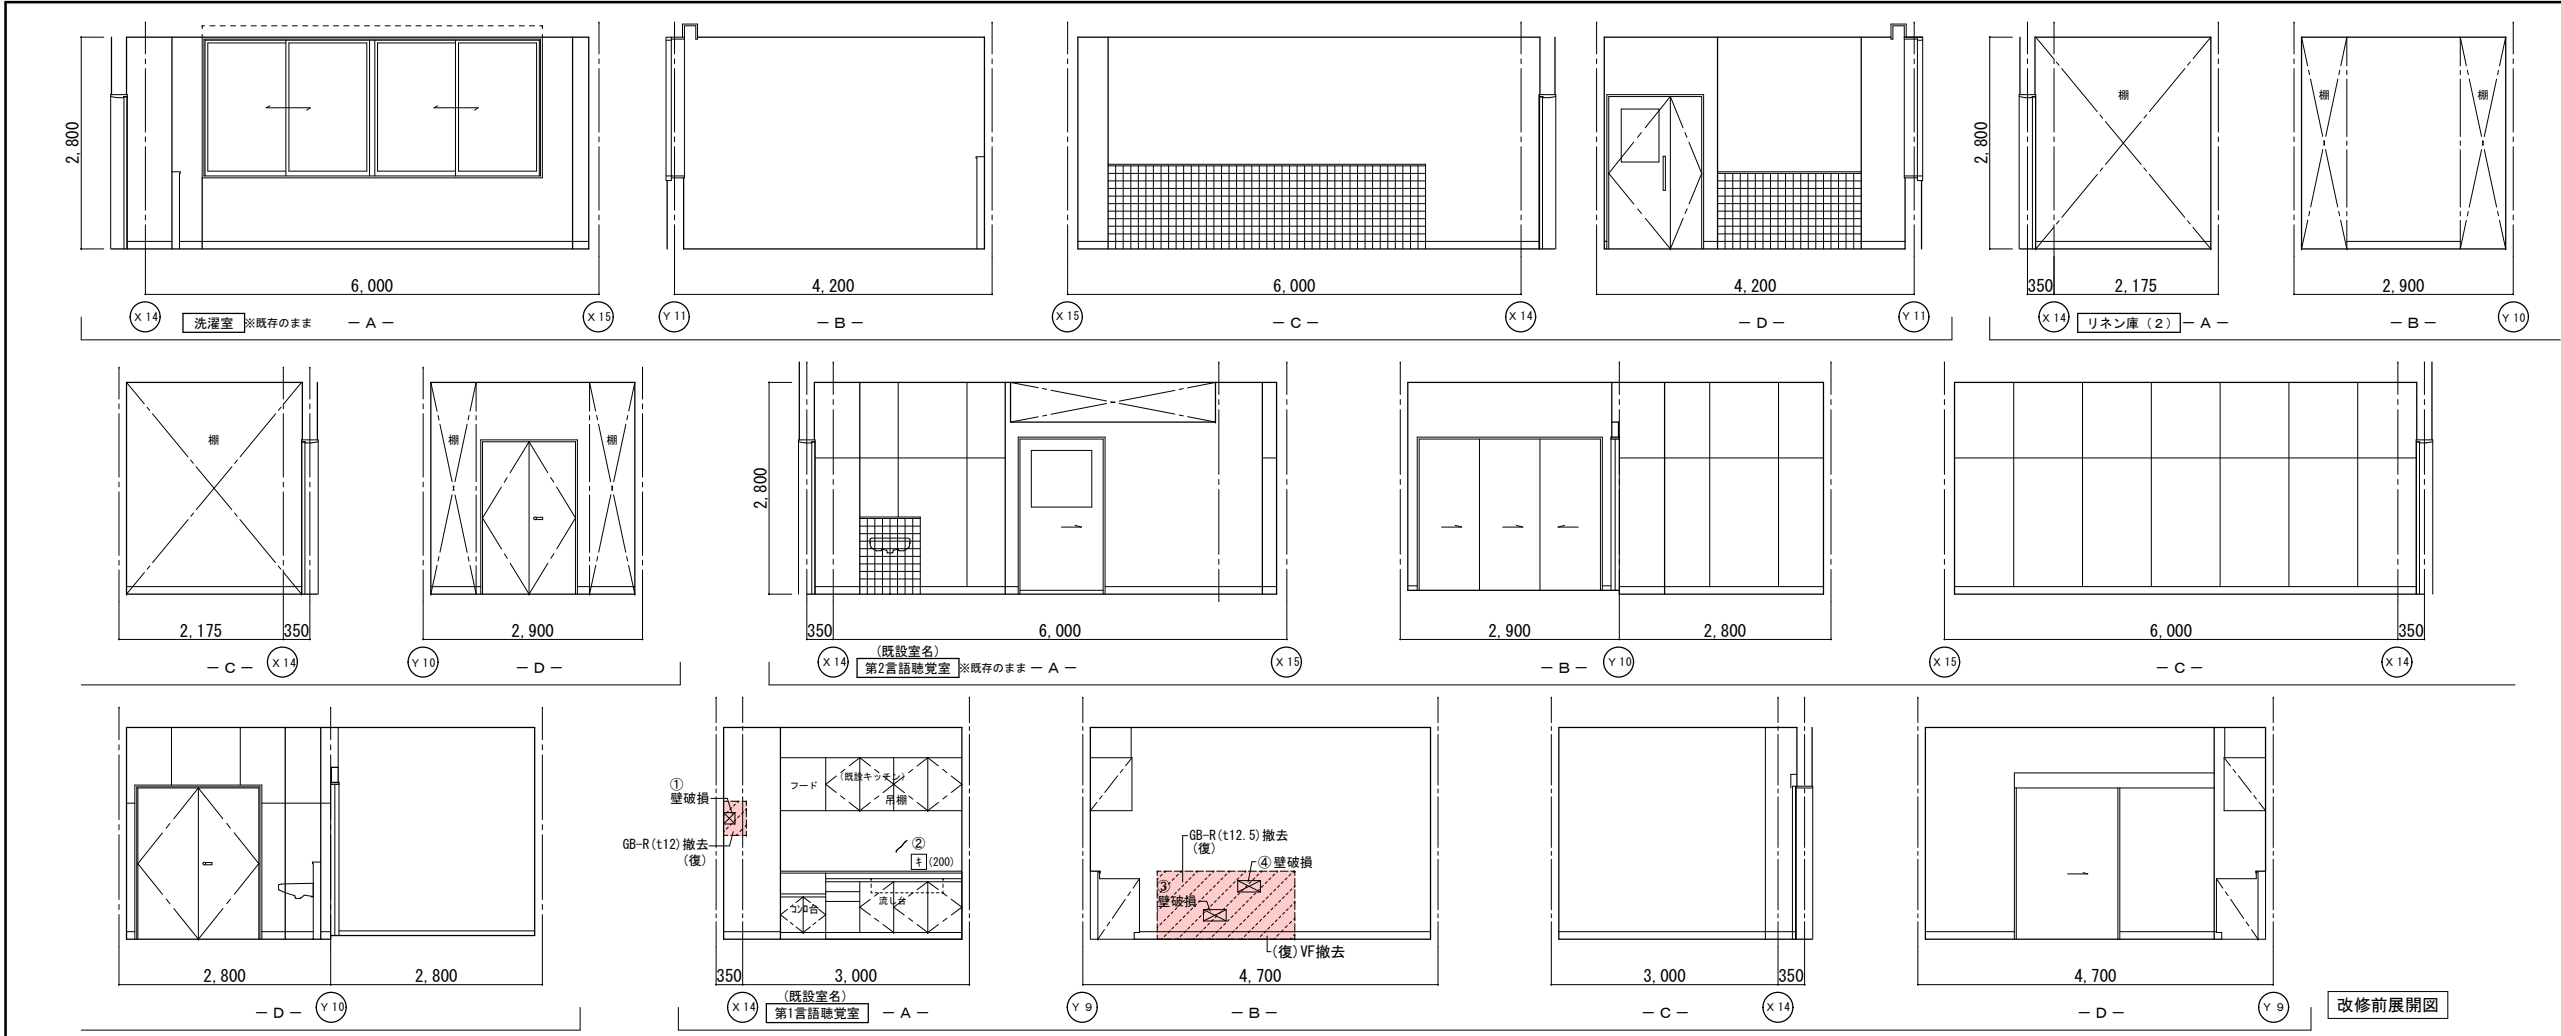 2,800
6,000
X14
洗濯室 ※既存のまま
－A－
X15
4,200
Y11
－B－
6,000
X15
－C－
X14
4,200
－D－
Y11
2,800
棚
350 2,175
X14
リネン庫(2)
－A－
棚 棚
2,900
－B－
Y10
棚
2,175 350
－C－
X14
棚 棚
2,900
Y10
－D－
2,800
350 6,000
X14
(既設室名)
第2言語聴覚室 ※既存のまま
－A－
X15
2,900 2,800
－B－
Y10
6,000 350
X15
－C－
X14
2,800 2,800
－D－
Y10
①
壁破損
GB-R(t12)撤去
(復)
フード
(既設キッチン)
吊棚
②
キ (200)
コンロ台
流し台
350 3,000
X14
(既設室名)
第1言語聴覚室
－A－
GB-R(t12.5)撤去
(復)
④壁破損
③
壁破損
(復)VF撤去
4,700
Y9
－B－
3,000 350
－C－
X14
4,700
－D－
Y9
改修前展開図